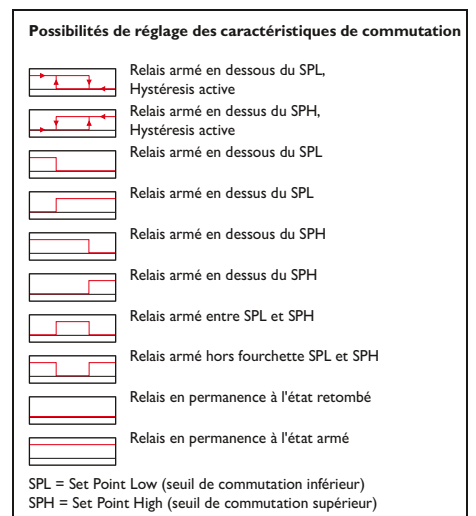 Possibilités de réglage des caractéristiques de commutation
Relais armé en dessous du SPL,
Hystéresis active
Relais armé en dessus du SPH,
Hystéresis active
Relais armé en dessous du SPL
Relais armé en dessus du SPL
Relais armé en dessous du SPH
Relais armé en dessus du SPH
Relais armé entre SPL et SPH
Relais armé hors fourchette SPL et SPH
Relais en permanence à l'état retombé
Relais en permanence à l'état armé
SPL = Set Point Low (seuil de commutation inférieur)
SPH = Set Point High (seuil de commutation supérieur)